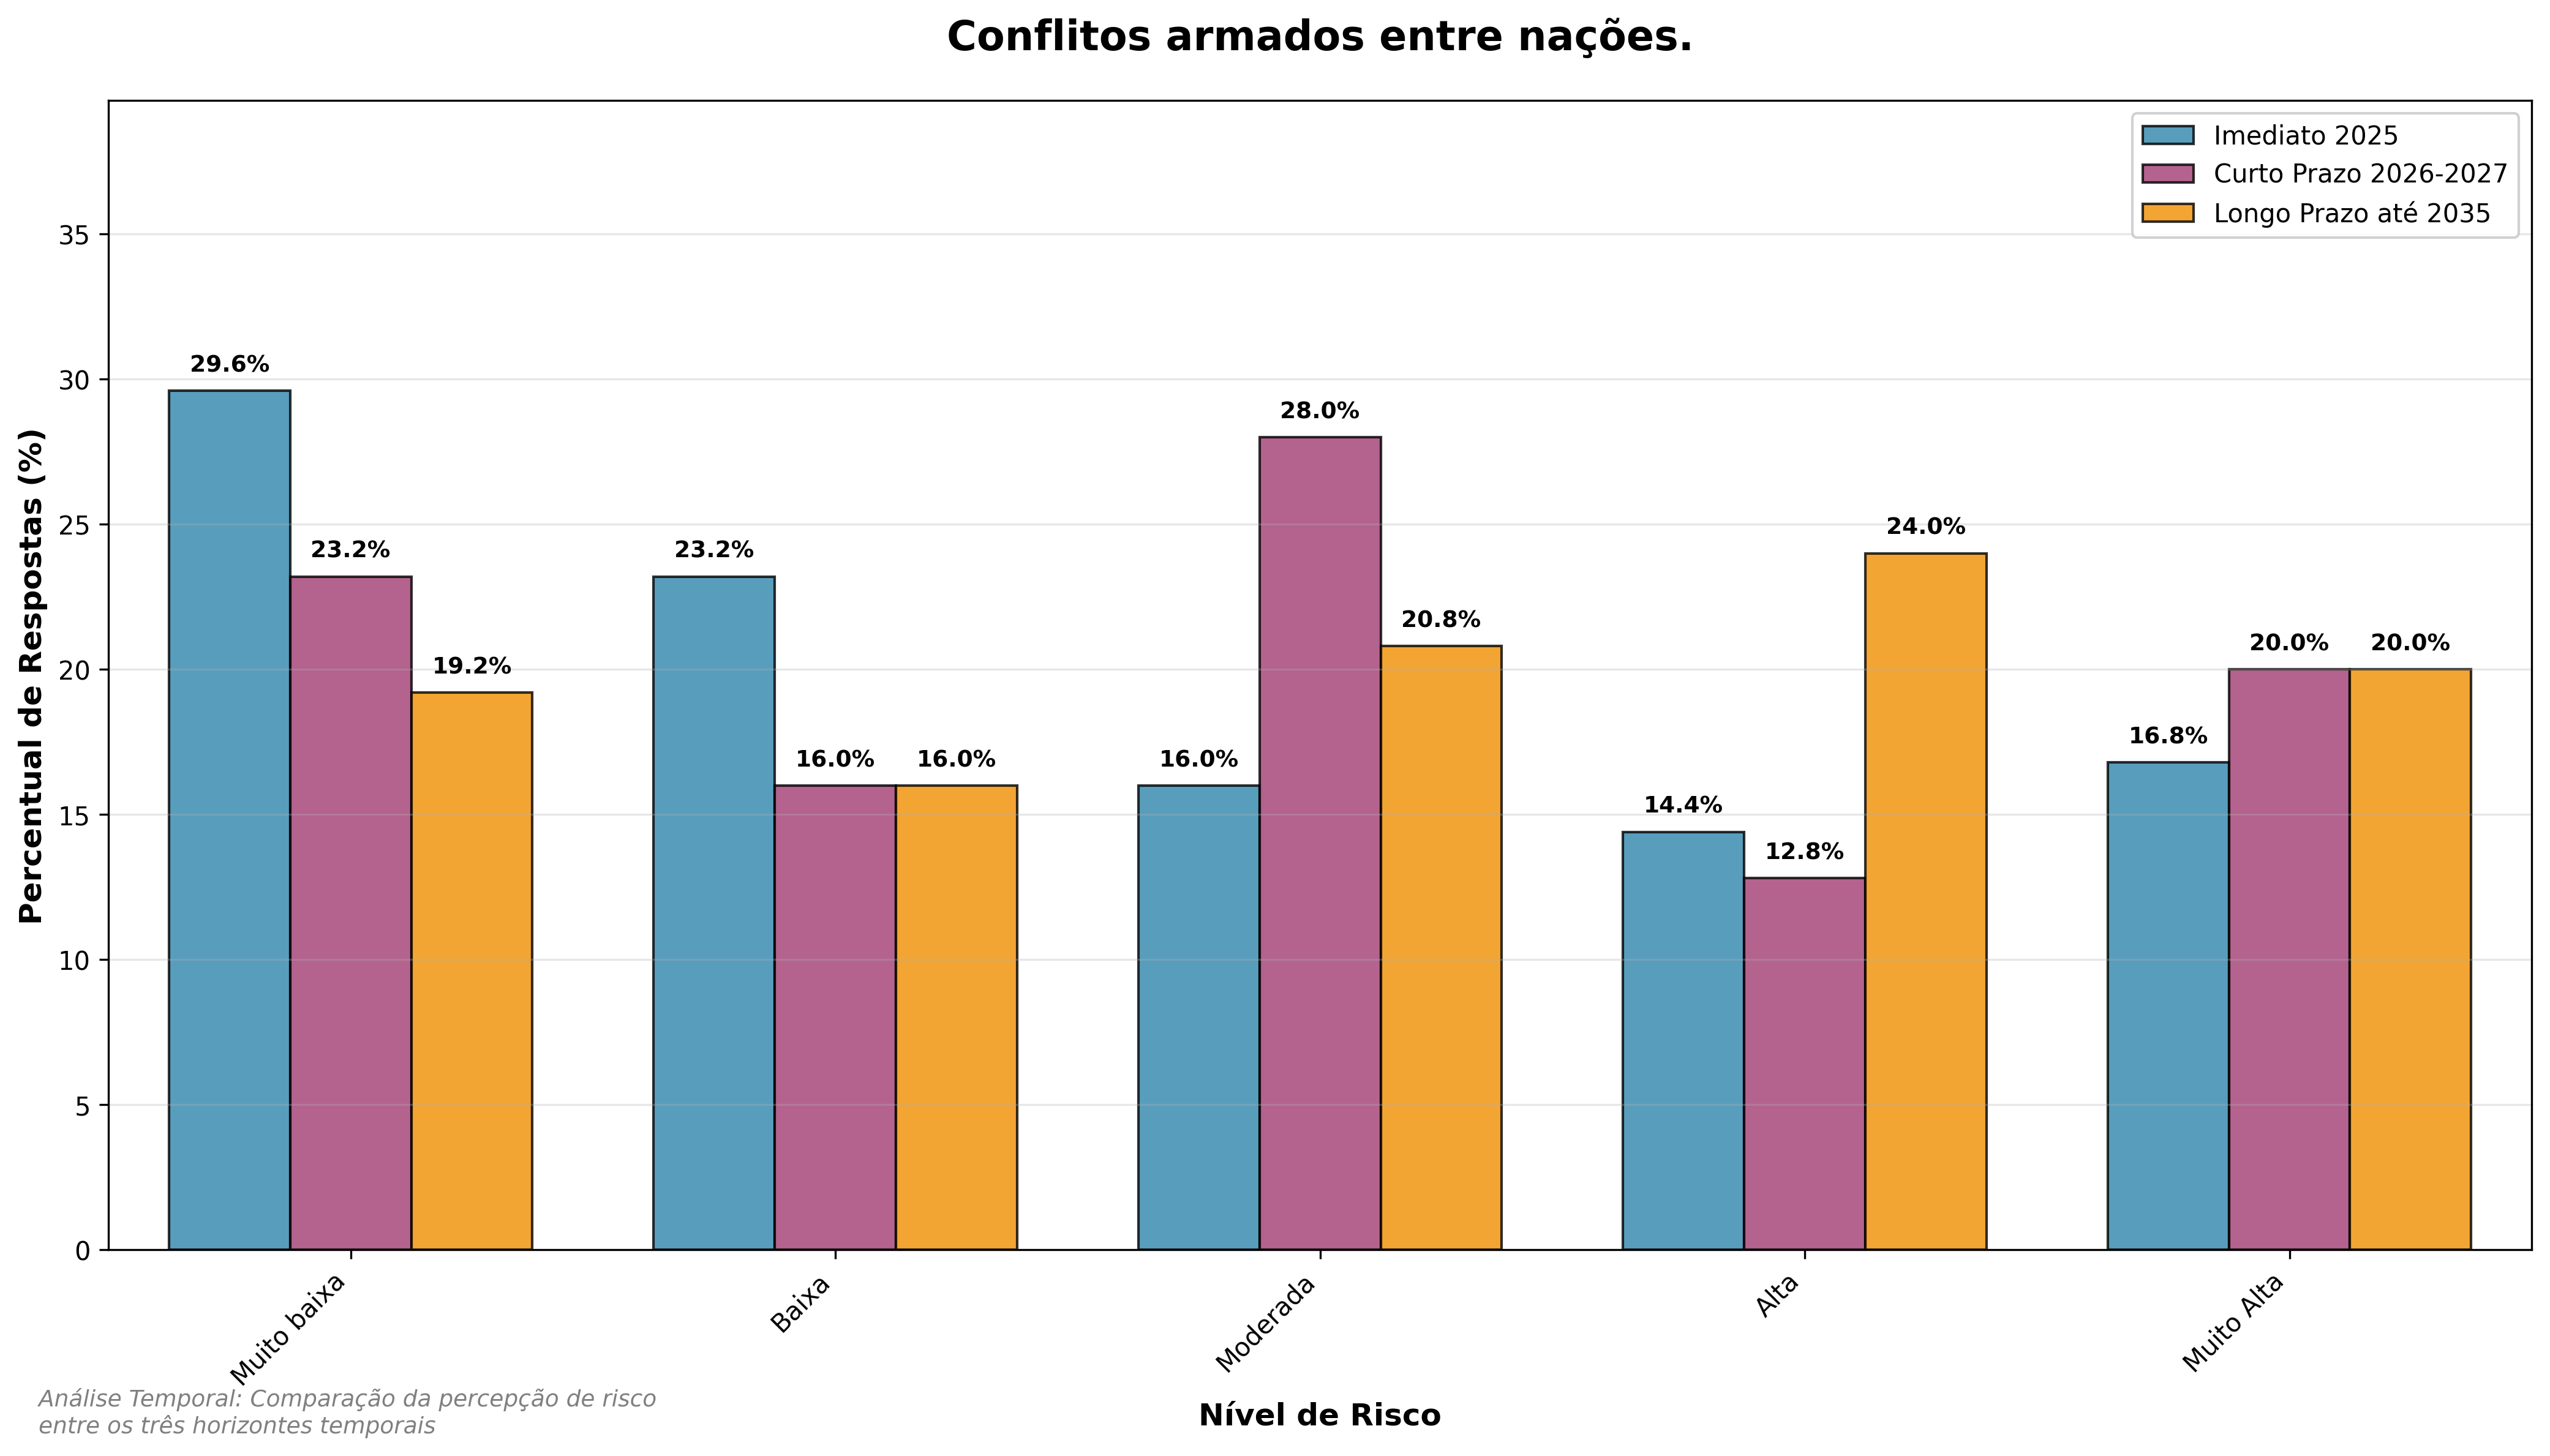 Conflitos armados entre nações.
Imediato 2025
Curto Prazo 2026-2027
Longo Prazo até 2035
Percentual de Respostas (%)
35
30
25
20
15
10
5
0
29.6%
23.2%
19.2%
23.2%
16.0%
16.0%
16.0%
28.0%
20.8%
14.4%
12.8%
24.0%
16.8%
20.0%
20.0%
Muito baixa
Baixa
Moderada
Alta
Muito Alta
Nível de Risco
Análise Temporal: Comparação da percepção de risco
entre os três horizontes temporais